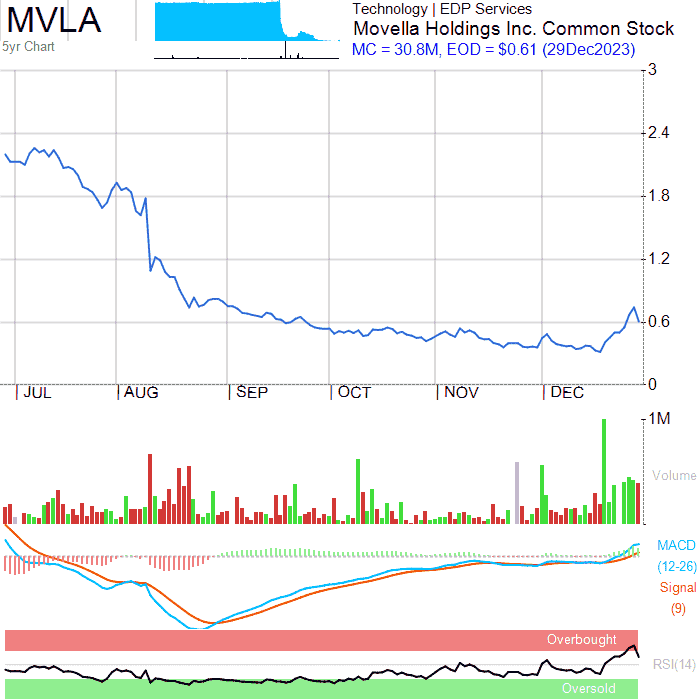 MVLA
5yr Chart
Technology | EDP Services
Movella Holdings Inc. Common Stock
MC = 30.8M, EOD = $0.61 (29Dec2023)
3
2.4
1.8
1.2
0.6
0
JUL AUG SEP OCT NOV DEC
1M
Volume
MACD
(12-26)
Signal
(9)
Overbought
RSI(14)
Oversold